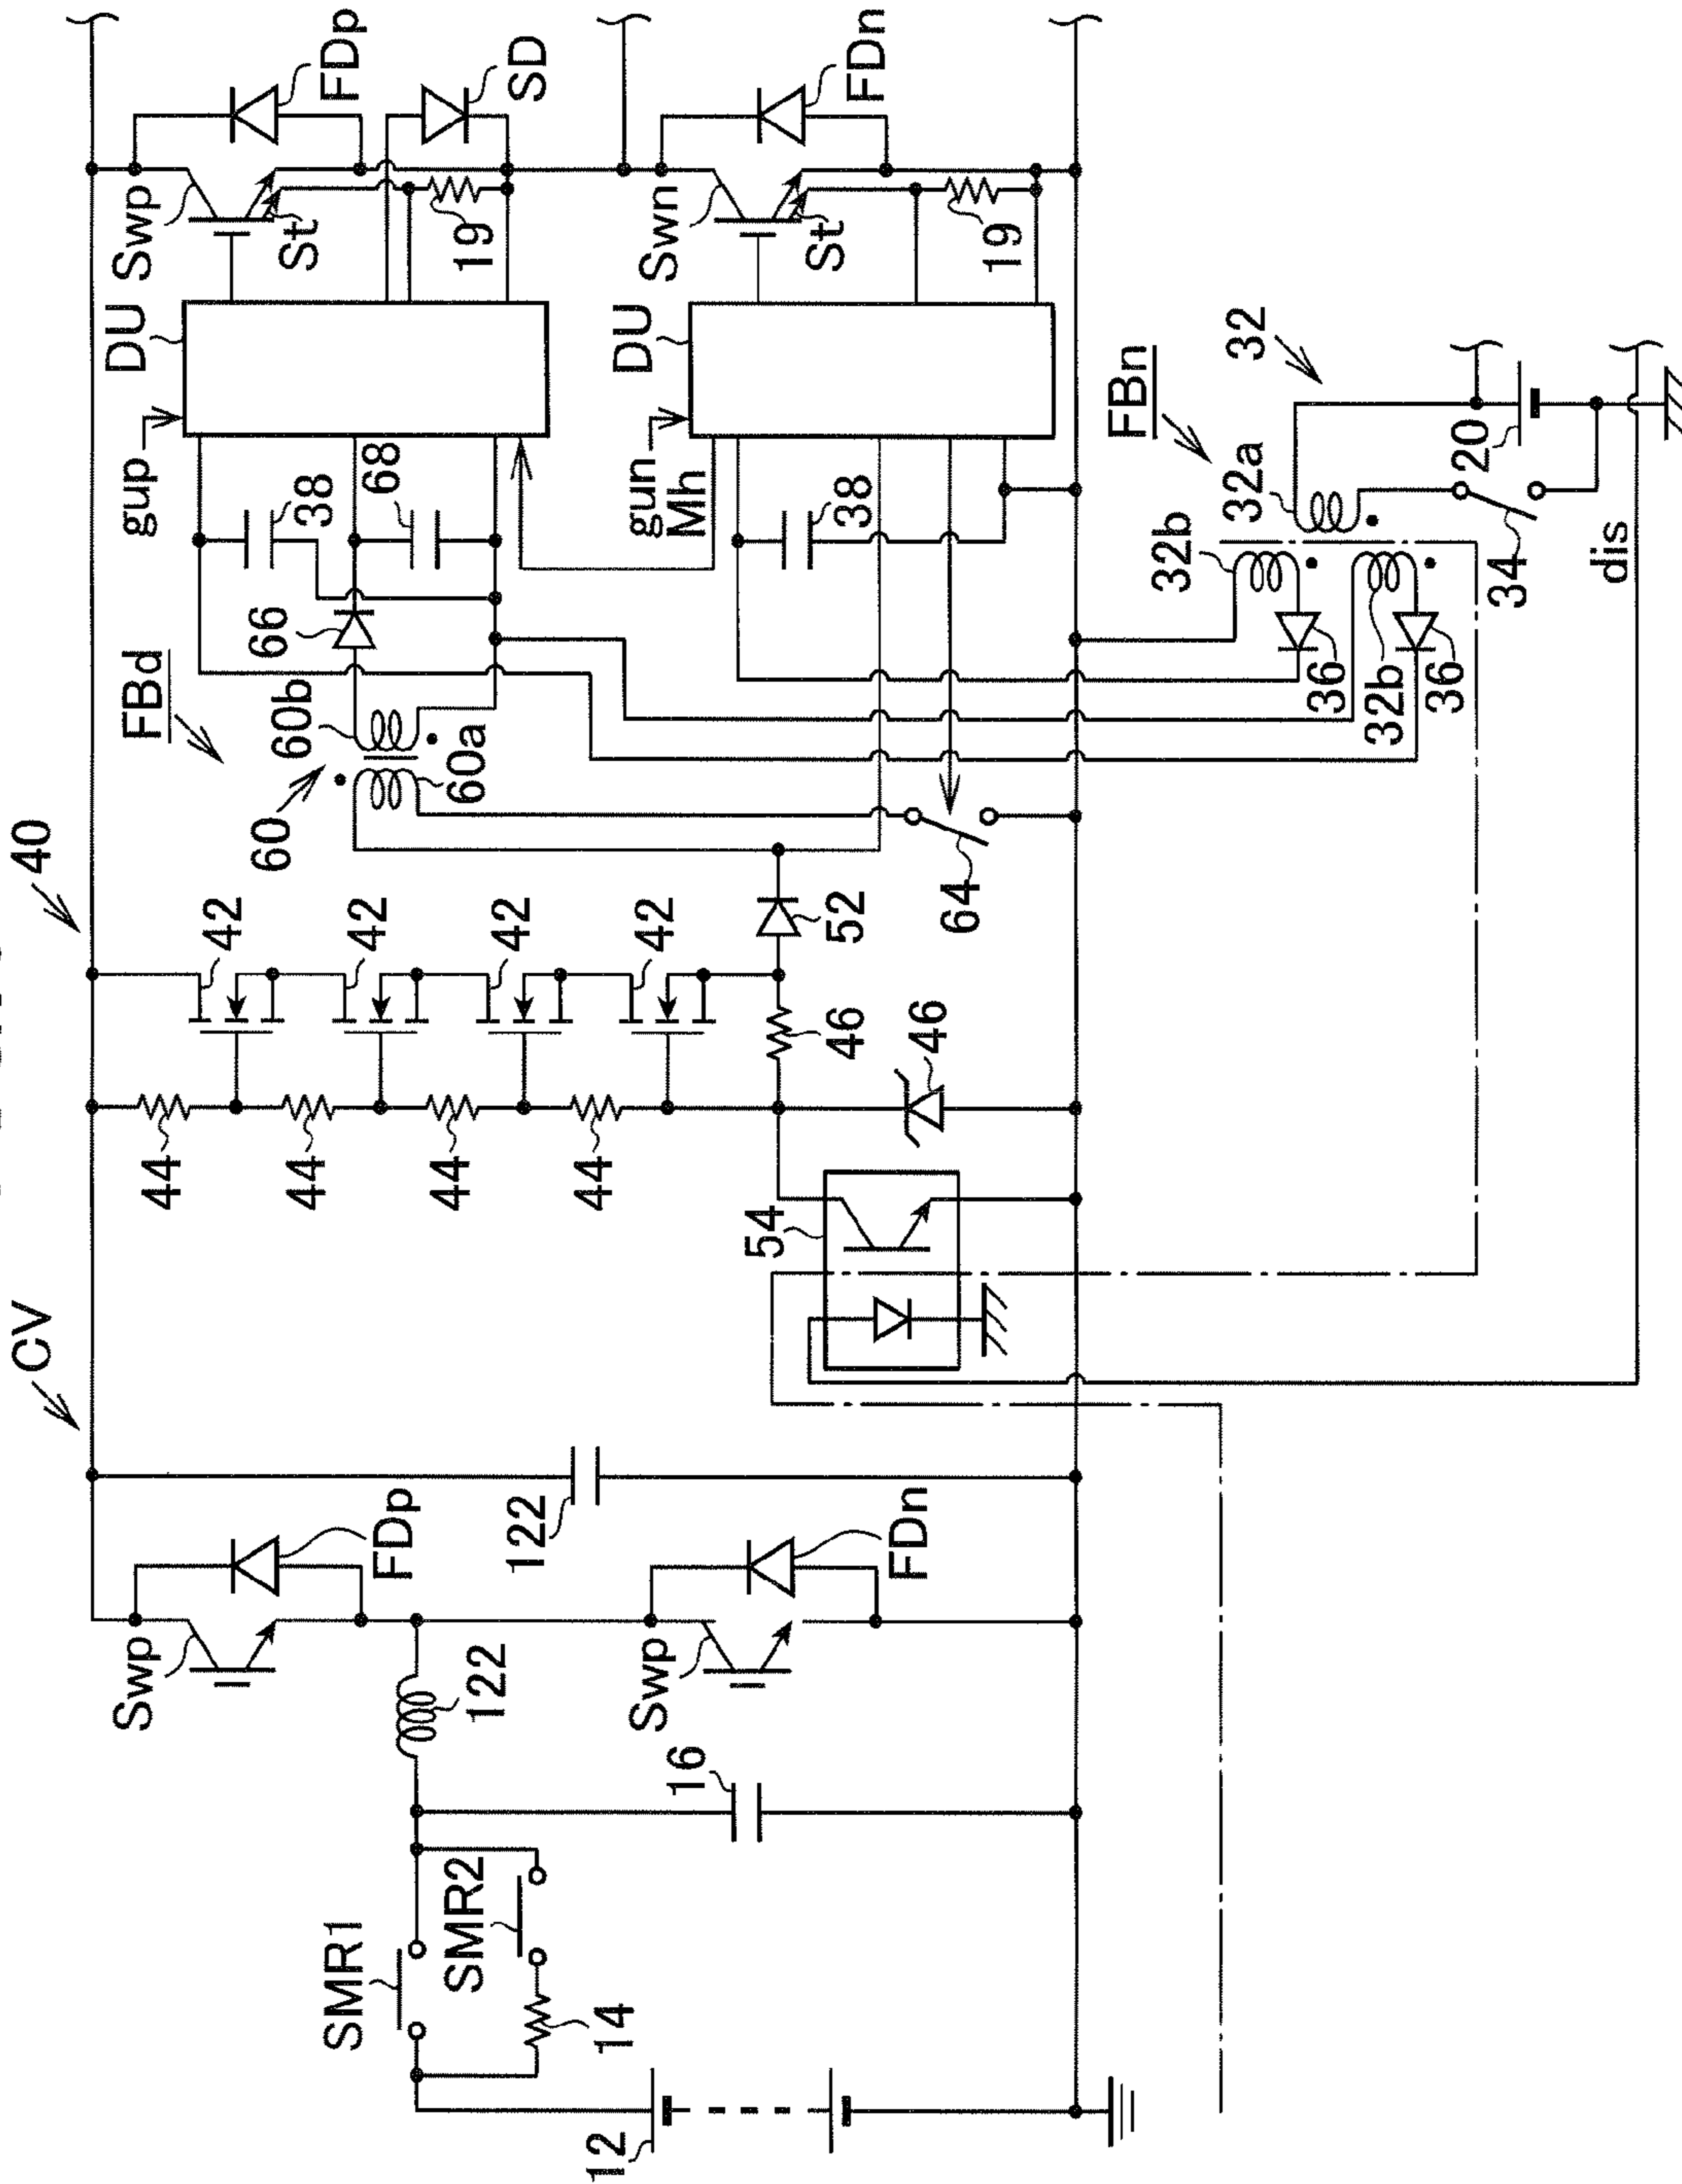 CV
40
FDp
SD
FDn
Swp
St
19
Swn
St
19
DU
DU
gup
gun
Mh
38
68
38
66
FBd
60b
60a
60
FBn
32
32a
32b
32b
36
36
20
34
dis
42
42
42
42
44
44
44
44
52
64
46
46
54
FDp
FDn
122
Swp
Swp
122
16
SMR1
SMR2
14
12